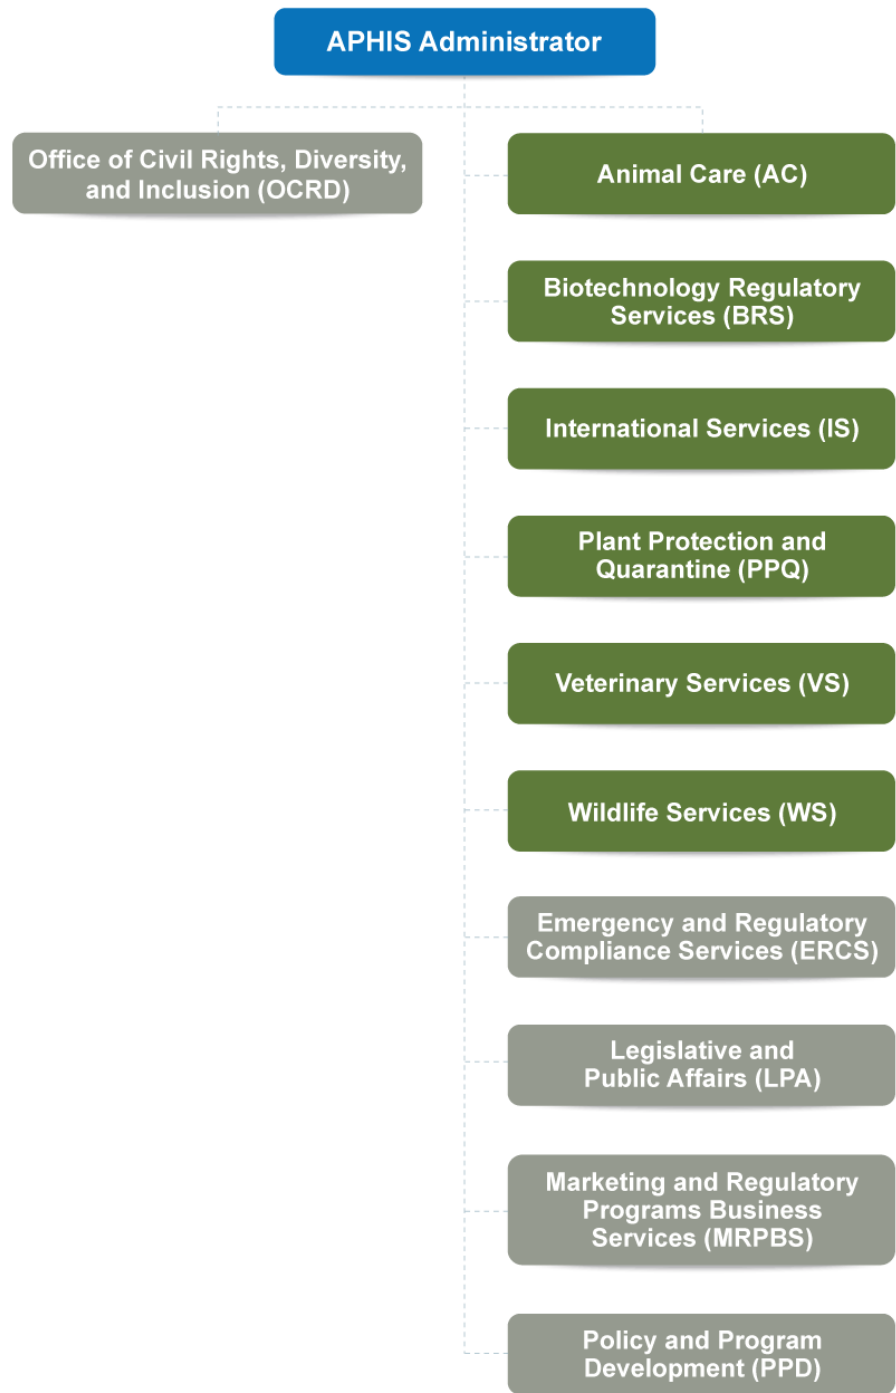 APHIS Administrator
Office of Civil Rights, Diversity,
and Inclusion (OCRD)
Animal Care (AC)
Biotechnology Regulatory
Services (BRS)
International Services (IS)
Plant Protection and
Quarantine (PPQ)
Veterinary Services (VS)
Wildlife Services (WS)
Emergency and Regulatory
Compliance Services (ERCS)
Legislative and
Public Affairs (LPA)
Marketing and Regulatory
Programs Business
Services (MRPBS)
Policy and Program
Development (PPD)